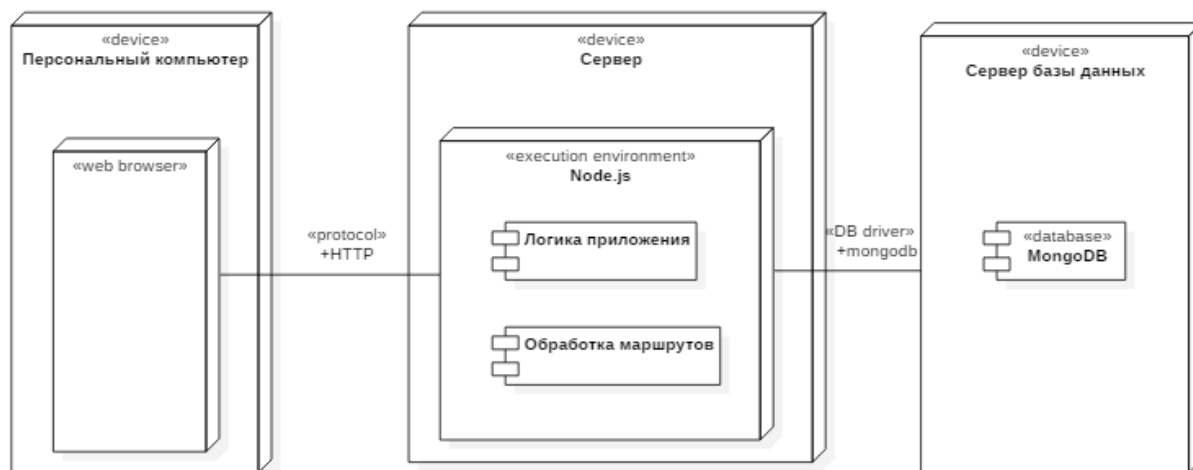 «device»
Персональный компьютер
«web browser»
«protocol»
+HTTP
«device»
Сервер
«execution environment»
Node.js
Логика приложения
Обработка маршрутов
«DB driver»
+mongodb
«device»
Сервер базы данных
«database»
MongoDB